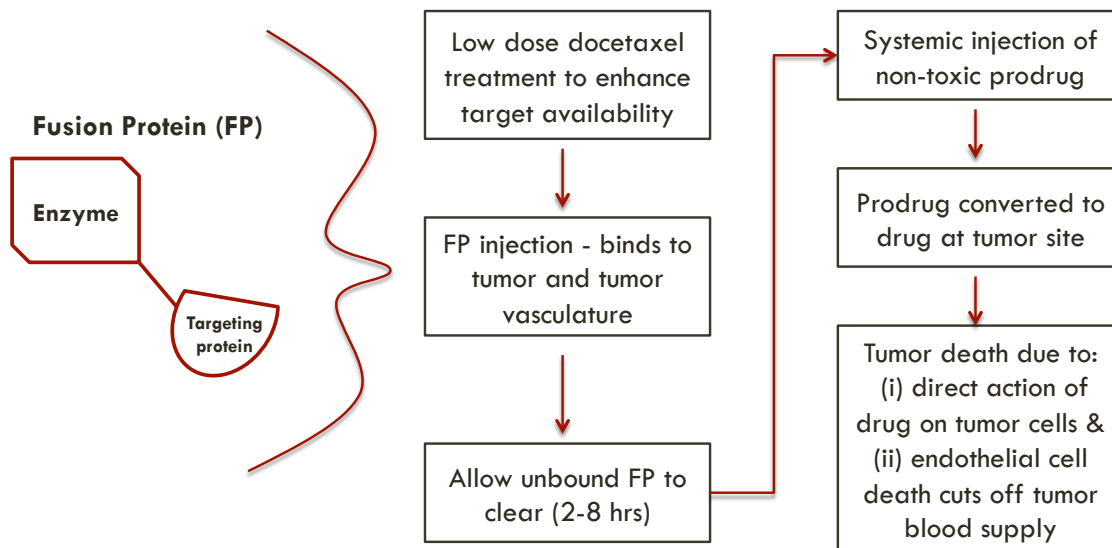 Fusion Protein (FP)
Enzyme
Targeting
protein
Low dose docetaxel
treatment to enhance
target availability
FP injection - binds to
tumor and tumor
vasculature
Allow unbound FP to
clear (2-8 hrs)
Systemic injection of
non-toxic prodrug
Prodrug converted to
drug at tumor site
Tumor death due to:
(i) direct action of
drug on tumor cells &
(ii) endothelial cell
death cuts off tumor
blood supply